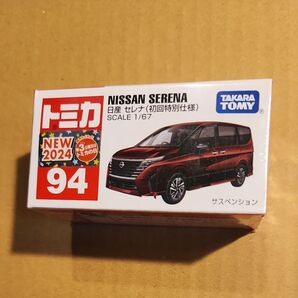 トミカ
NEW
2024
94
NISSAN SERENA
日産 セレナ(初回特別仕様)
SCALE 1/67
TAKARA
TOMY
サスペンション